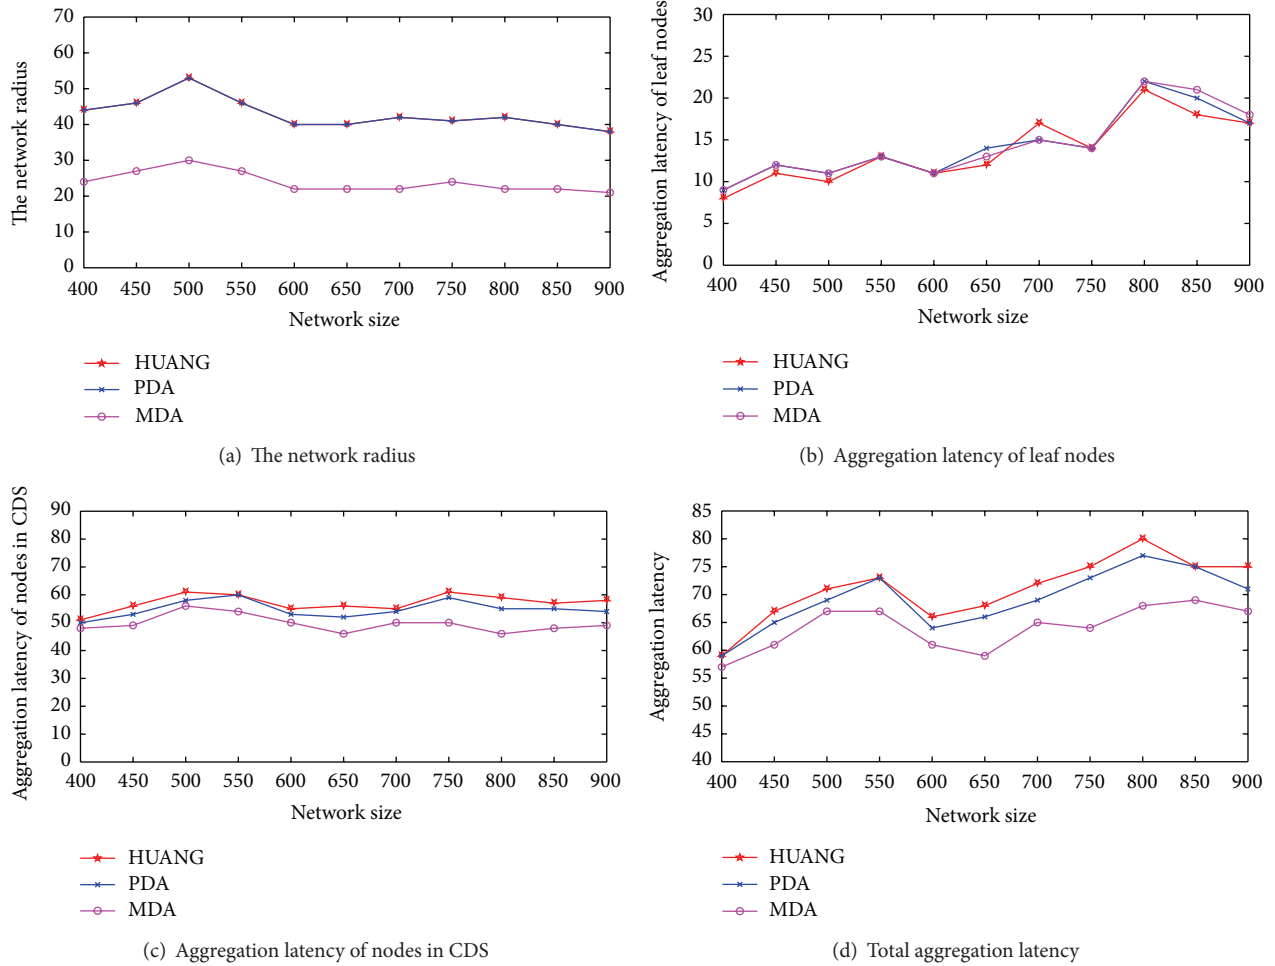 The network radius
70
60
50
40
30
20
10
0
400 450 500 550 600 650 700 750 800 850 900
Network size
HUANG
PDA
MDA
(a) The network radius
Aggregation latency of leaf nodes
30
25
20
15
10
5
0
400 450 500 550 600 650 700 750 800 850 900
Network size
HUANG
PDA
MDA
(b) Aggregation latency of leaf nodes
Aggregation latency of nodes in CDS
90
80
70
60
50
40
30
20
10
0
400 450 500 550 600 650 700 750 800 850 900
Network size
HUANG
PDA
MDA
(c) Aggregation latency of nodes in CDS
Aggregation latency
85
80
75
70
65
60
55
50
45
40
400 450 500 550 600 650 700 750 800 850 900
Network size
HUANG
PDA
MDA
(d) Total aggregation latency